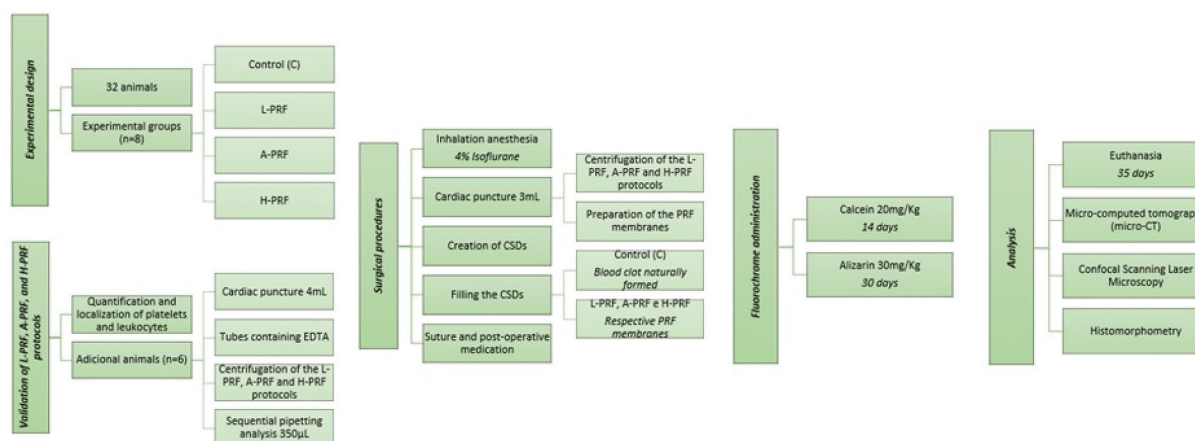 Experimental design
32 animals
Experimental groups
(n=8)
Control (C)
L-PRF
A-PRF
H-PRF
Validation of L-PRF, A-PRF, and H-PRF
protocols
Quantification and
localization of platelets
and leukocytes
Adicional animals (n=6)
Cardiac puncture 4mL
Tubes containing EDTA
Centrifugation of the L-
PRF, A-PRF and H-PRF
protocols
Sequential pipetting
analysis 350µL
Surgical procedures
Inhalation anesthesia
4% Isoflurane
Cardiac puncture 3mL
Creation of CSDs
Filling the CSDs
Suture and post-operative
medication
Centrifugation of the L-
PRF, A-PRF and H-PRF
protocols
Preparation of the PRF
membranes
Control (C)
Blood clot naturally
formed
L-PRF, A-PRF e H-PRF
Respective PRF
membranes
Fluorochrome administration
Calcein 20mg/Kg
14 days
Alizarin 30mg/Kg
30 days
Analysis
Euthanasia
35 days
Micro-computed tomograp
(micro-CT)
Confocal Scanning Laser
Microscopy
Histomorphometry